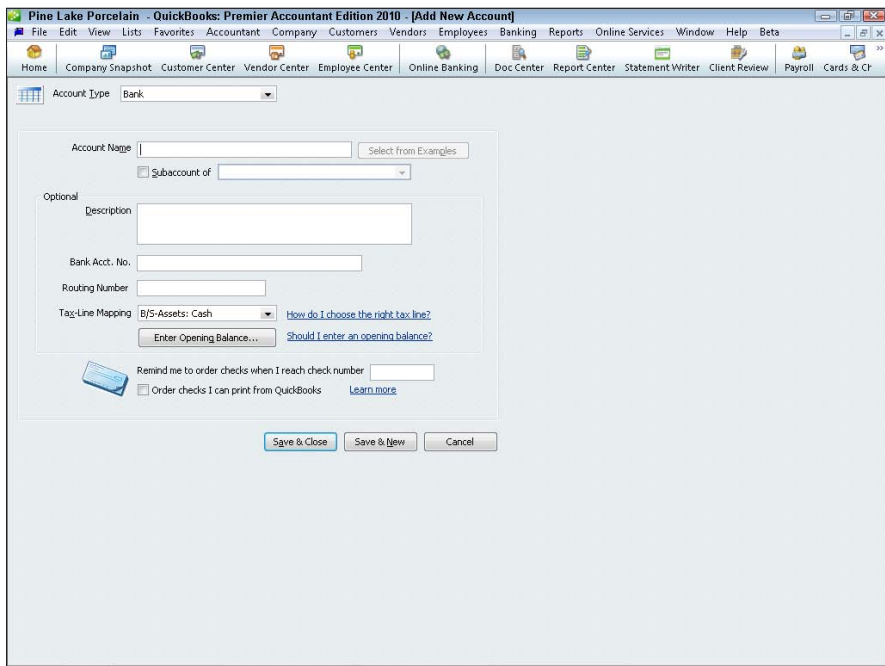 Pine Lake Porcelain - QuickBooks: Premier Accountant Edition 2010 - [Add New Account]
File Edit View Lists Favorites Accountant Company Customers Vendors Employees Banking Reports Online Services Window Help Beta
Home Company Snapshot Customer Center Vendor Center Employee Center Online Banking Doc Center Report Center Statement Writer Client Review Payroll Cards & Ch
Account Type Bank
Account Name Select from Examples
Subaccount of
Optional
Description
Bank Acct. No.
Routing Number
Tax-Line Mapping B/S-Assets: Cash How do I choose the right tax line?
Enter Opening Balance... Should I enter an opening balance?
Remind me to order checks when I reach check number
Order checks I can print from QuickBooks Learn more
Save & Close Save & New Cancel